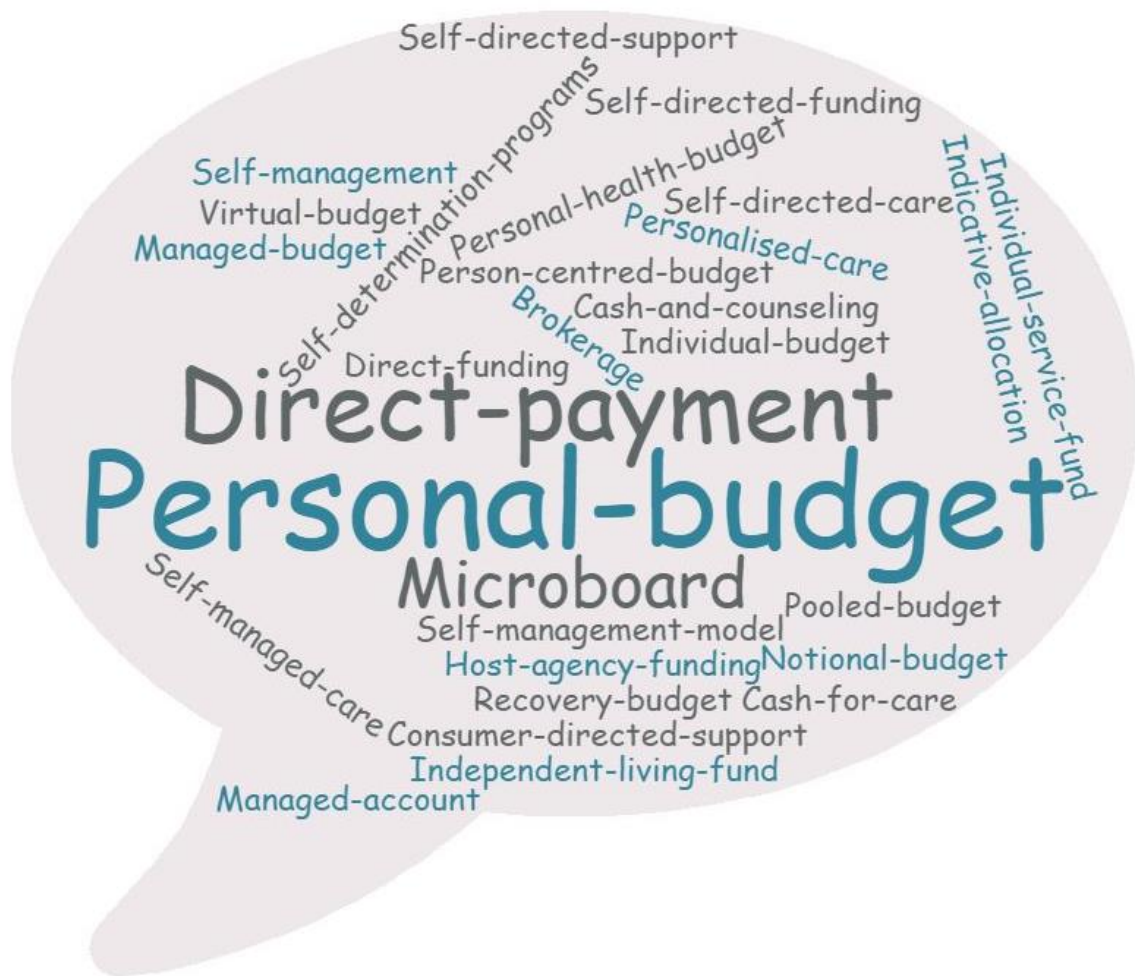 Self-directed-support
Self-determination-programs
Self-directed-funding
Personal-health-budget
Self-management
Virtual-budget
Managed-budget
Self-directed-care
Personalised-care
Indicative-allocation
Individual-service-fund
Person-centred-budget
Brokerage
Cash-and-counseling
Individual-budget
Direct-funding
Direct-payment
Personal-budget
Microboard
Self-managed-care
Pooled-budget
Self-management-model
Host-agency-funding
Notional-budget
Recovery-budget
Cash-for-care
Consumer-directed-support
Independent-living-fund
Managed-account